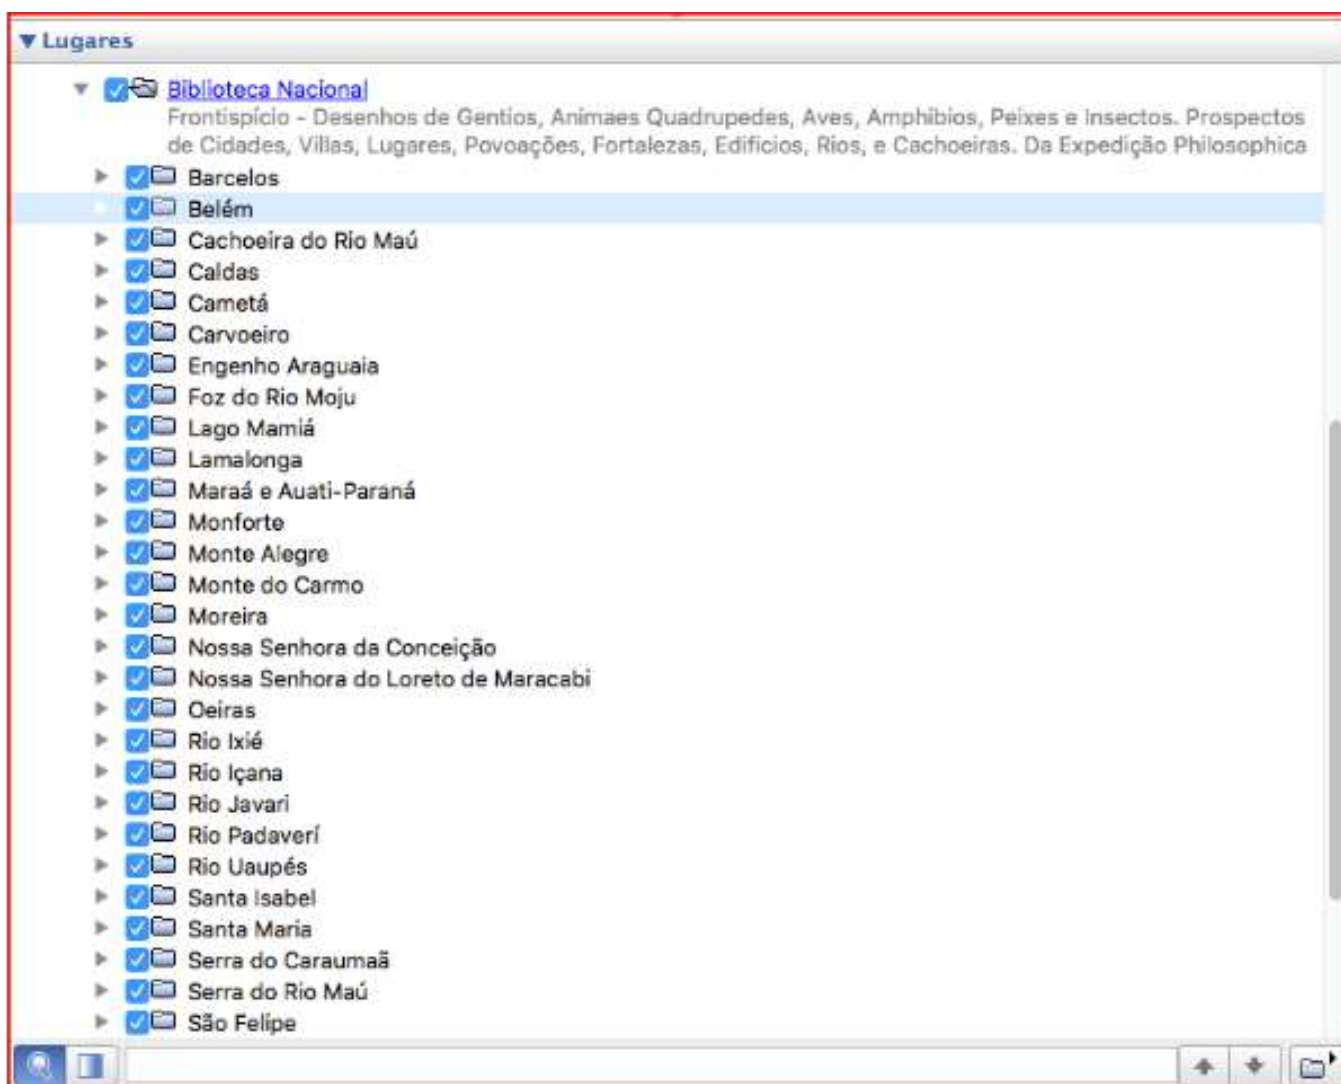 Lugares
Biblioteca Nacional
Frontispício - Desenhos de Gentios, Animaes Quadrupedes, Aves, Amphibios, Peixes e Insectos. Prospectos
de Cidades, Villas, Lugares, Povoações, Fortalezas, Edificios, Rios, e Cachoeiras. Da Expedição Philosophica
Barcelos
Belém
Cachoeira do Rio Maú
Caldas
Cametá
Carvoeiro
Engenho Araguaia
Foz do Rio Moju
Lago Mamiá
Lamalonga
Maraá e Auati-Paraná
Monforte
Monte Alegre
Monte do Carmo
Moreira
Nossa Senhora da Conceição
Nossa Senhora do Loreto de Maracabi
Oeiras
Rio Ixié
Rio Içana
Rio Javari
Rio Padaverí
Rio Uaupés
Santa Isabel
Santa Maria
Serra do Caraumaã
Serra do Rio Maú
São Felipe